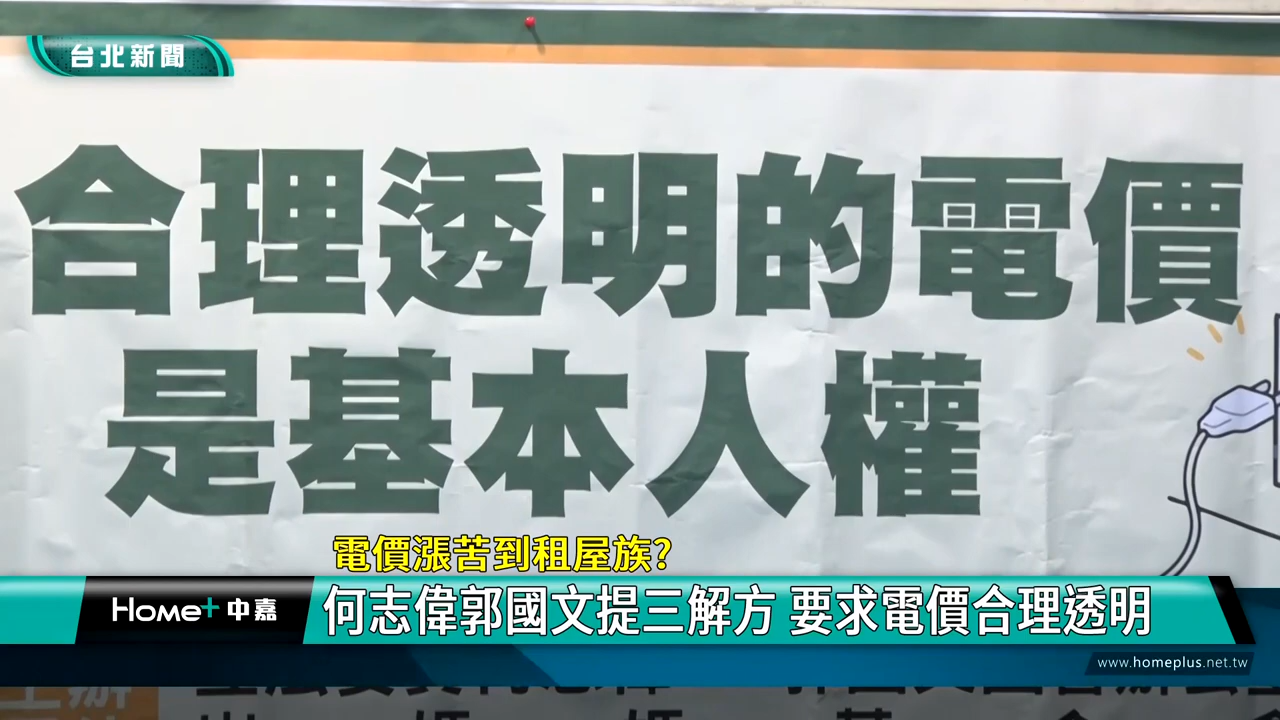 台北新聞
合理透明的電價
是基本人權
電價漲苦到租屋族?
Home+ 中嘉
何志偉郭國文提三解方 要求電價合理透明
www.homeplus.net.tw